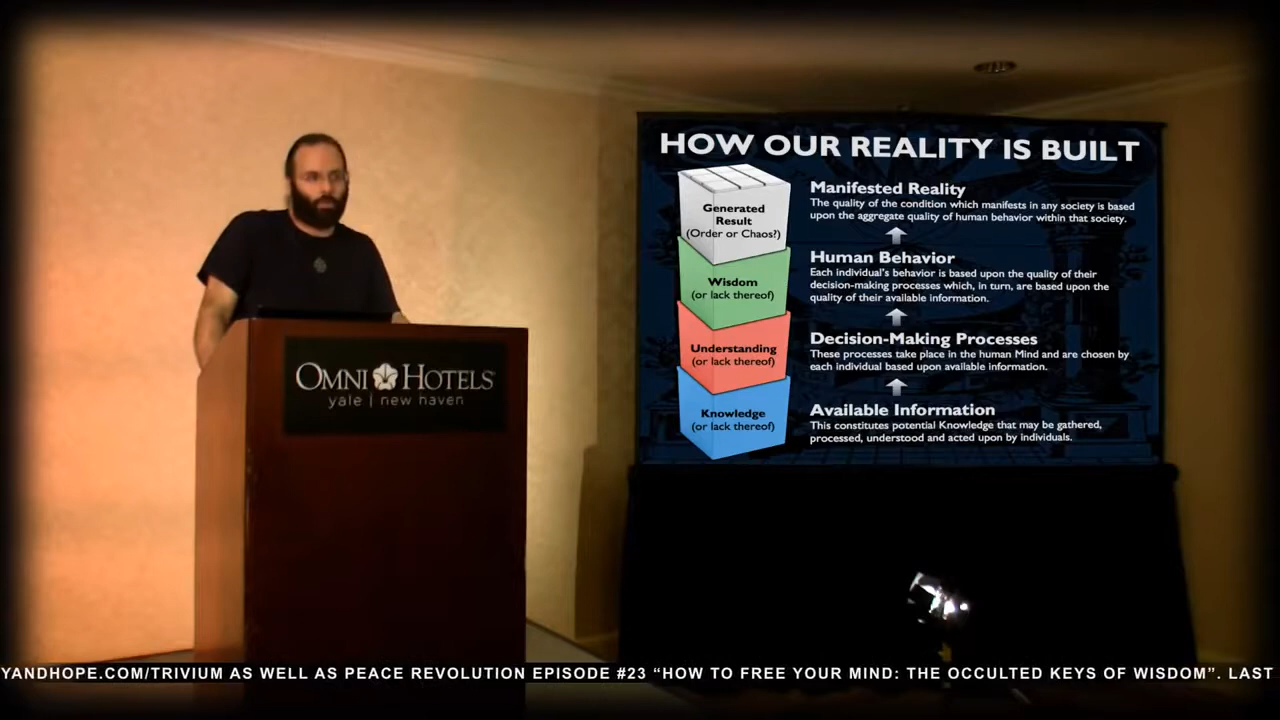 HOW OUR REALITY IS BUILT
Generated
Result
(Order or Chaos?)
Manifested Reality
The quality of the condition which manifests in any society is based
upon the aggregate quality of human behavior within that society.
Wisdom
(or lack thereof)
Human Behavior
Each individual's behavior is based upon the quality of their
decision-making processes which, in turn, are based upon the
quality of their available information.
Understanding
(or lack thereof)
Decision-Making Processes
These processes take place in the human Mind and are chosen by
each individual based upon available information.
Knowledge
(or lack thereof)
Available Information
This constitutes potential Knowledge that may be gathered,
processed, understood and acted upon by individuals.
OMNI HOTELS
yale | new haven
YANDHOPE.COM/TRIVIUM AS WELL AS PEACE REVOLUTION EPISODE #23 “HOW TO FREE YOUR MIND: THE OCCULTED KEYS OF WISDOM”. LAST